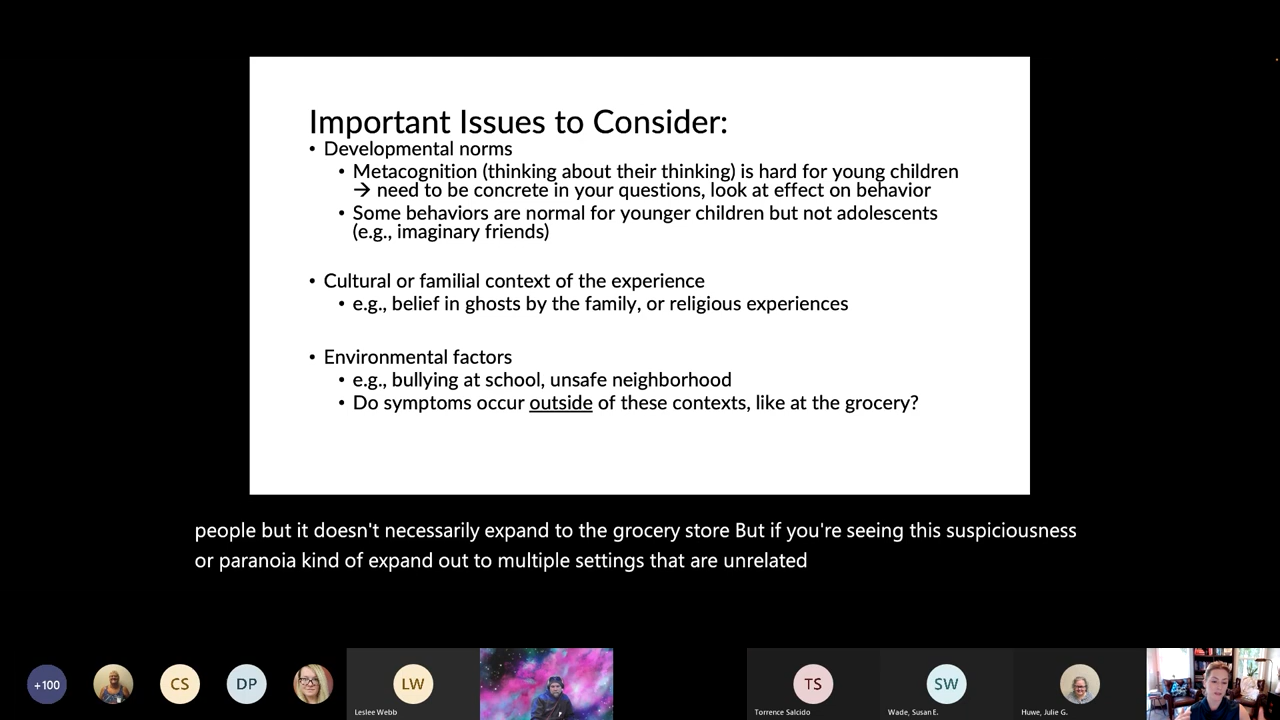 Important Issues to Consider:
• Developmental norms
• Metacognition (thinking about their thinking) is hard for young children
→ need to be concrete in your questions, look at effect on behavior
• Some behaviors are normal for younger children but not adolescents
(e.g., imaginary friends)
• Cultural or familial context of the experience
• e.g., belief in ghosts by the family, or religious experiences
• Environmental factors
• e.g., bullying at school, unsafe neighborhood
• Do symptoms occur outside of these contexts, like at the grocery?
people but it doesn't necessarily expand to the grocery store But if you're seeing this suspiciousness
or paranoia kind of expand out to multiple settings that are unrelated
+100
CS
DP
LW
Leslee Webb
TS
Torrence Salcido
SW
Wade, Susan E.
Huwe, Julie G.